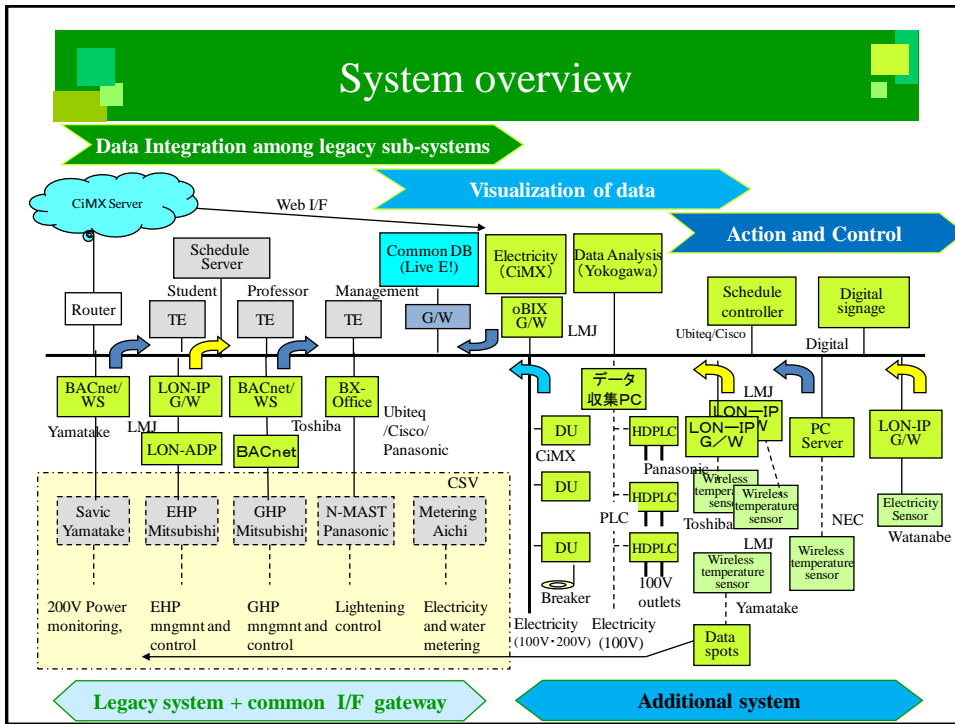 System overview
Data Integration among legacy sub-systems
Visualization of data
Action and Control
CiMX Server
Web I/F
Schedule
Server
Common DB
(Live E!)
Electricity
(CiMX)
Data Analysis
(Yokogawa)
Schedule
controller
Digital
signage
Router
Student
TE
Professor
TE
Management
TE
G/W
oBIX
G/W
LMJ
Ubiteq/Cisco
Digital
BACnet/
WS
Yamatake
LON-IP
G/W
LMJ
LON-ADP
BACnet/
WS
Toshiba
BACnet
BX-
Office
Ubiteq
/Cisco/
Panasonic
データ
収集PC
DU
CiMX
DU
DU
Breaker
HDPLC
Panasonic
PLC
HDPLC
HDPLC
100V
outlets
LMJ
LON-IP
W
LON-IP
G/W
PC
Server
LON-IP
G/W
Wireless
temperature
sensor
Toshiba
Wireless
temperature
sensor
LMJ
NEC
Wireless
temperature
sensor
Yamatake
Wireless
temperature
sensor
Electricity
Sensor
Watanabe
Data
spots
CSV
Savic
Yamatake
EHP
Mitsubishi
GHP
Mitsubishi
N-MAST
Panasonic
Metering
Aichi
200V Power
monitoring,
EHP
mngmnt and
control
GHP
mngmnt and
control
Lightening
control
Electricity
and water
metering
Electricity
(100V・200V)
Electricity
(100V)
Legacy system + common I/F gateway
Additional system